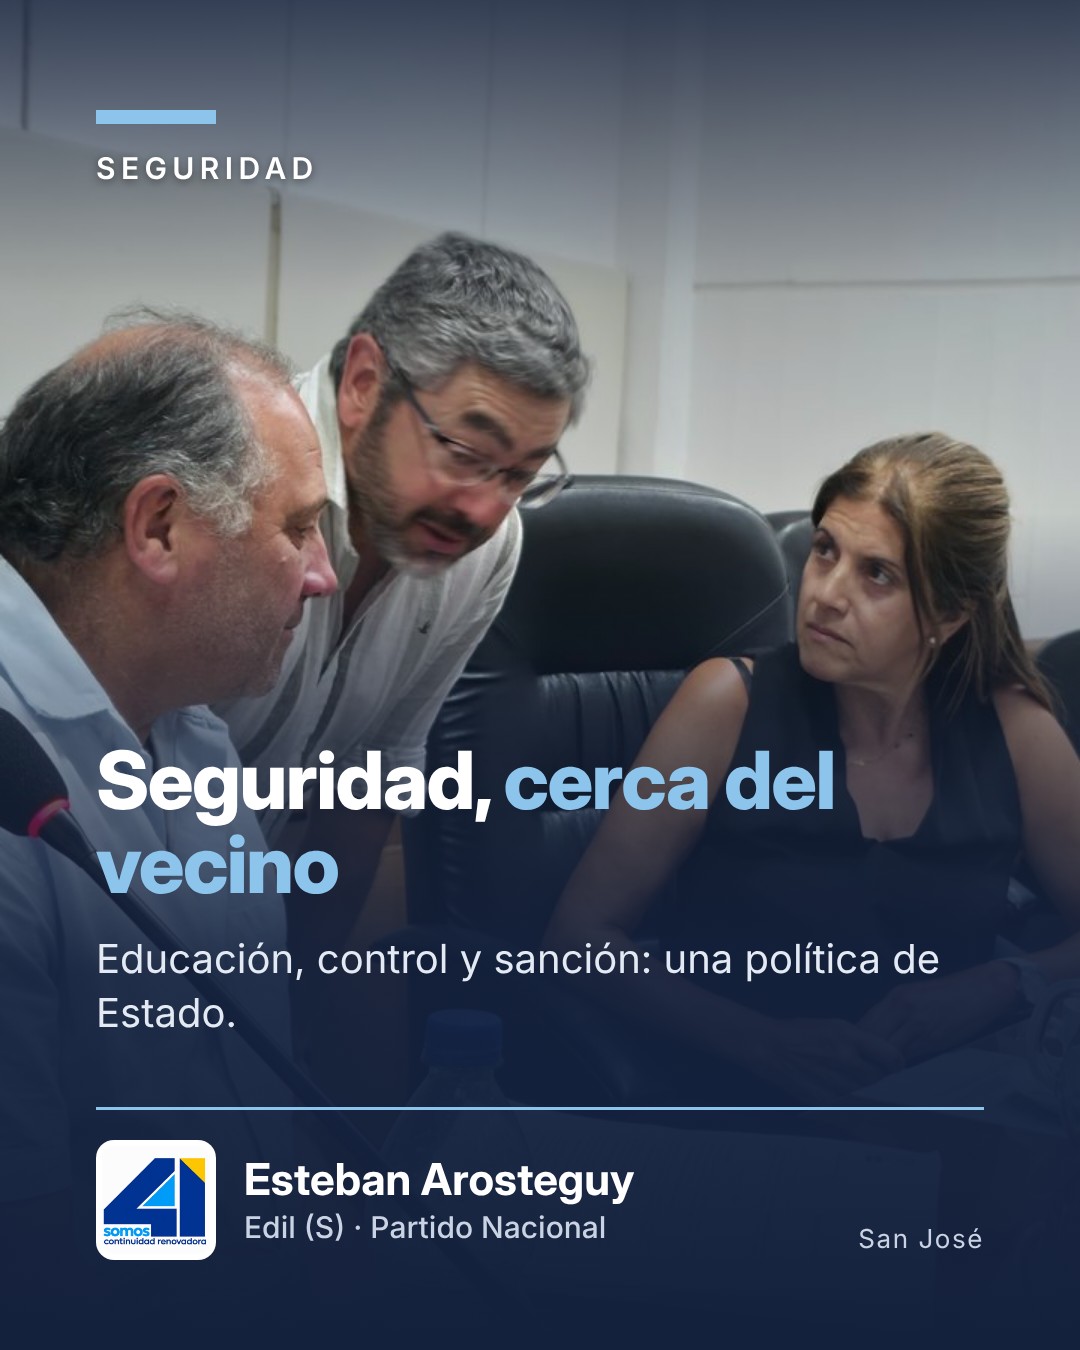 SEGURIDAD
Seguridad, cerca del
vecino
Educación, control y sanción: una política de
Estado.
somos
continuidad renovadora
Esteban Arosteguy
Edil (S) · Partido Nacional
San José